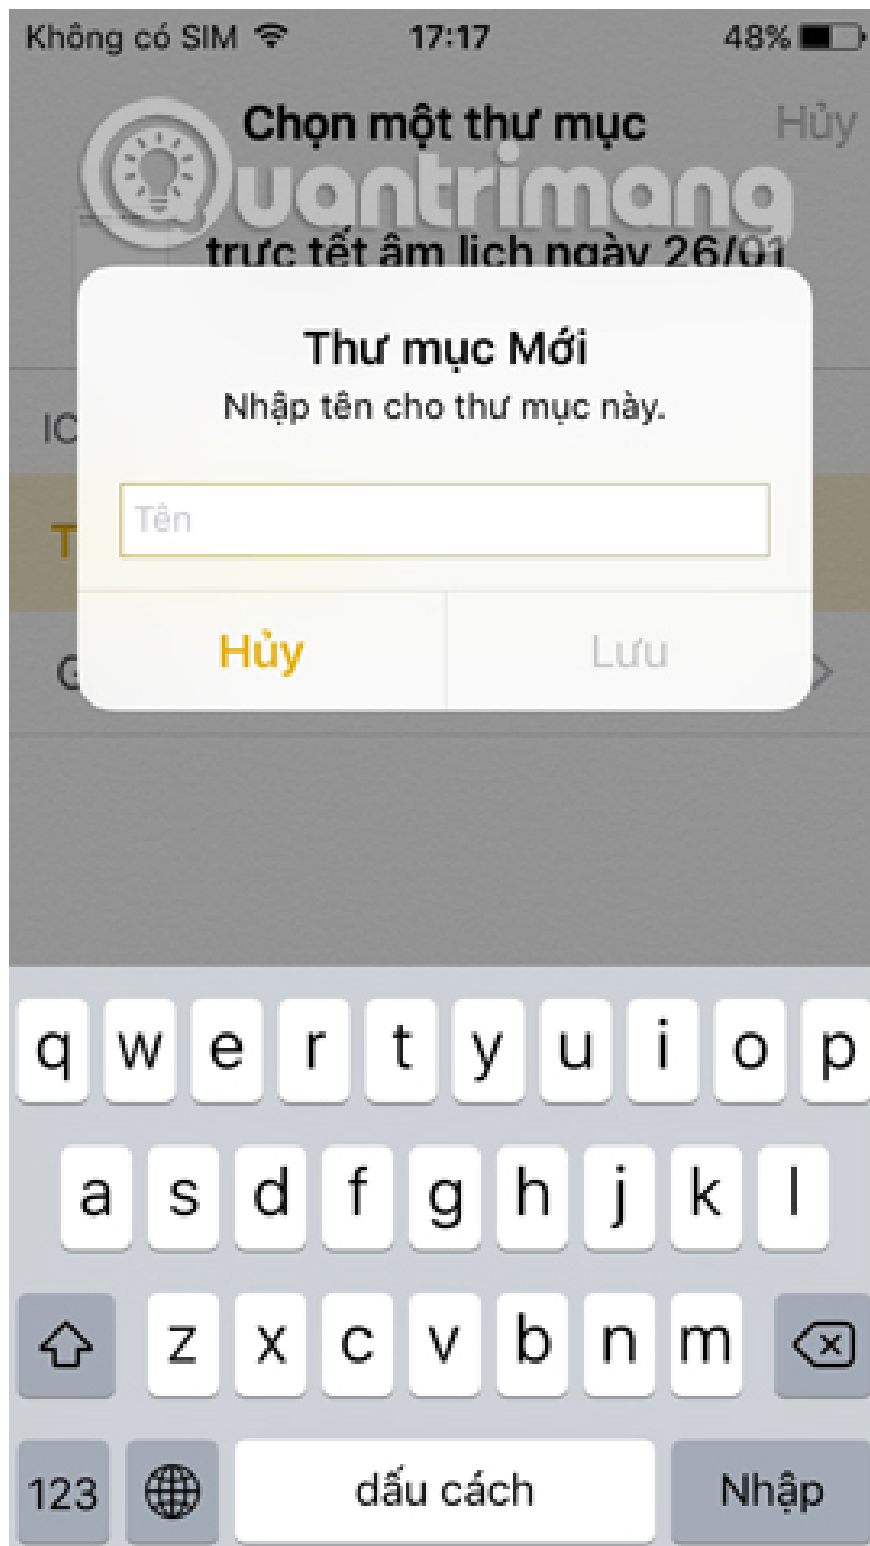 Không có SIM 17:17 48%
Chọn một thư mục Hủy
Quantrimang
trực tết âm lịch ngày 26/01
Thư mục Mới
Nhập tên cho thư mục này.
IC
Tên
T
Hủy Lưu
G
q w e r t y u i o p
a s d f g h j k l
z x c v b n m
123 dấu cách Nhập